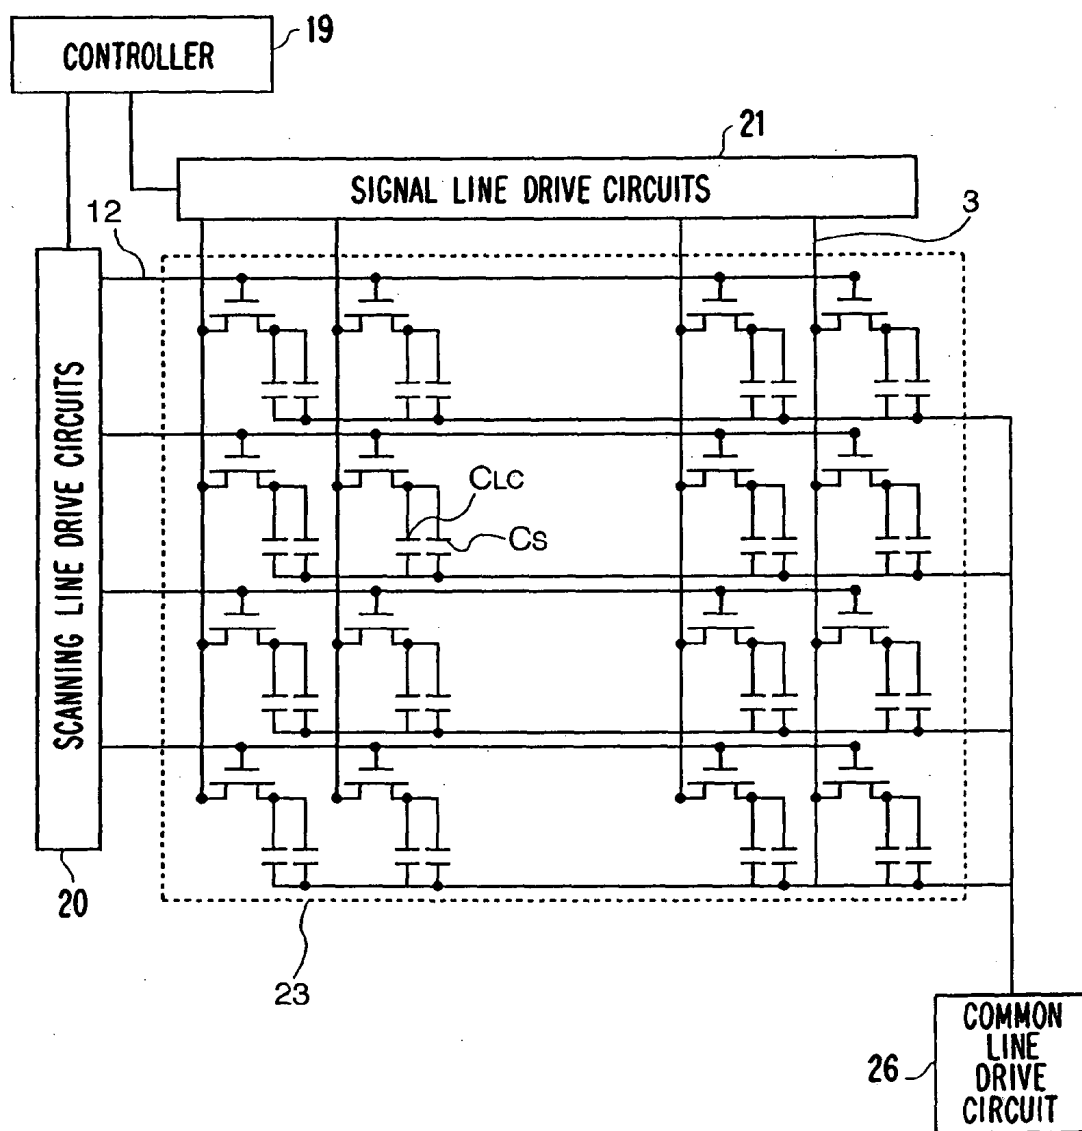 CONTROLLER
19
21
SIGNAL LINE DRIVE CIRCUITS
12
3
SCANNING LINE DRIVE CIRCUITS
CLC
CS
20
23
26
COMMON
LINE
DRIVE
CIRCUIT